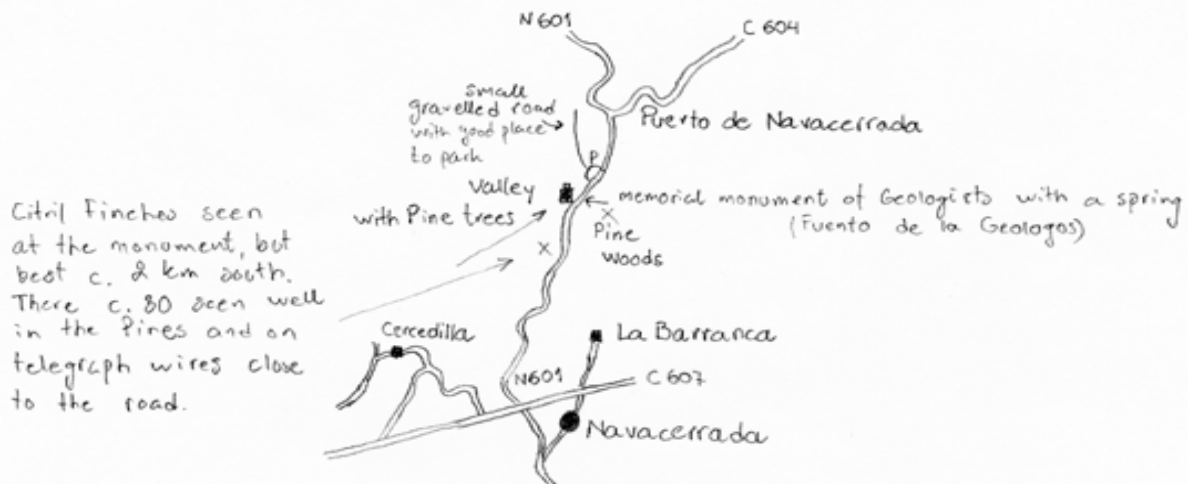 N601
C 604
small
gravelled road
with good place
to park
Puerto de Navacerrada
P
Valley
with Pine trees
memorial monument of Geologists with a spring
(Fuento de la Geologos)
Pine
woods
Citril Finches seen
at the monument, but
best c. 2 km south.
There c. 30 seen well
in the Pines and on
telegraph wires close
to the road.
Cercedilla
La Barranca
N601
C 607
Navacerrada